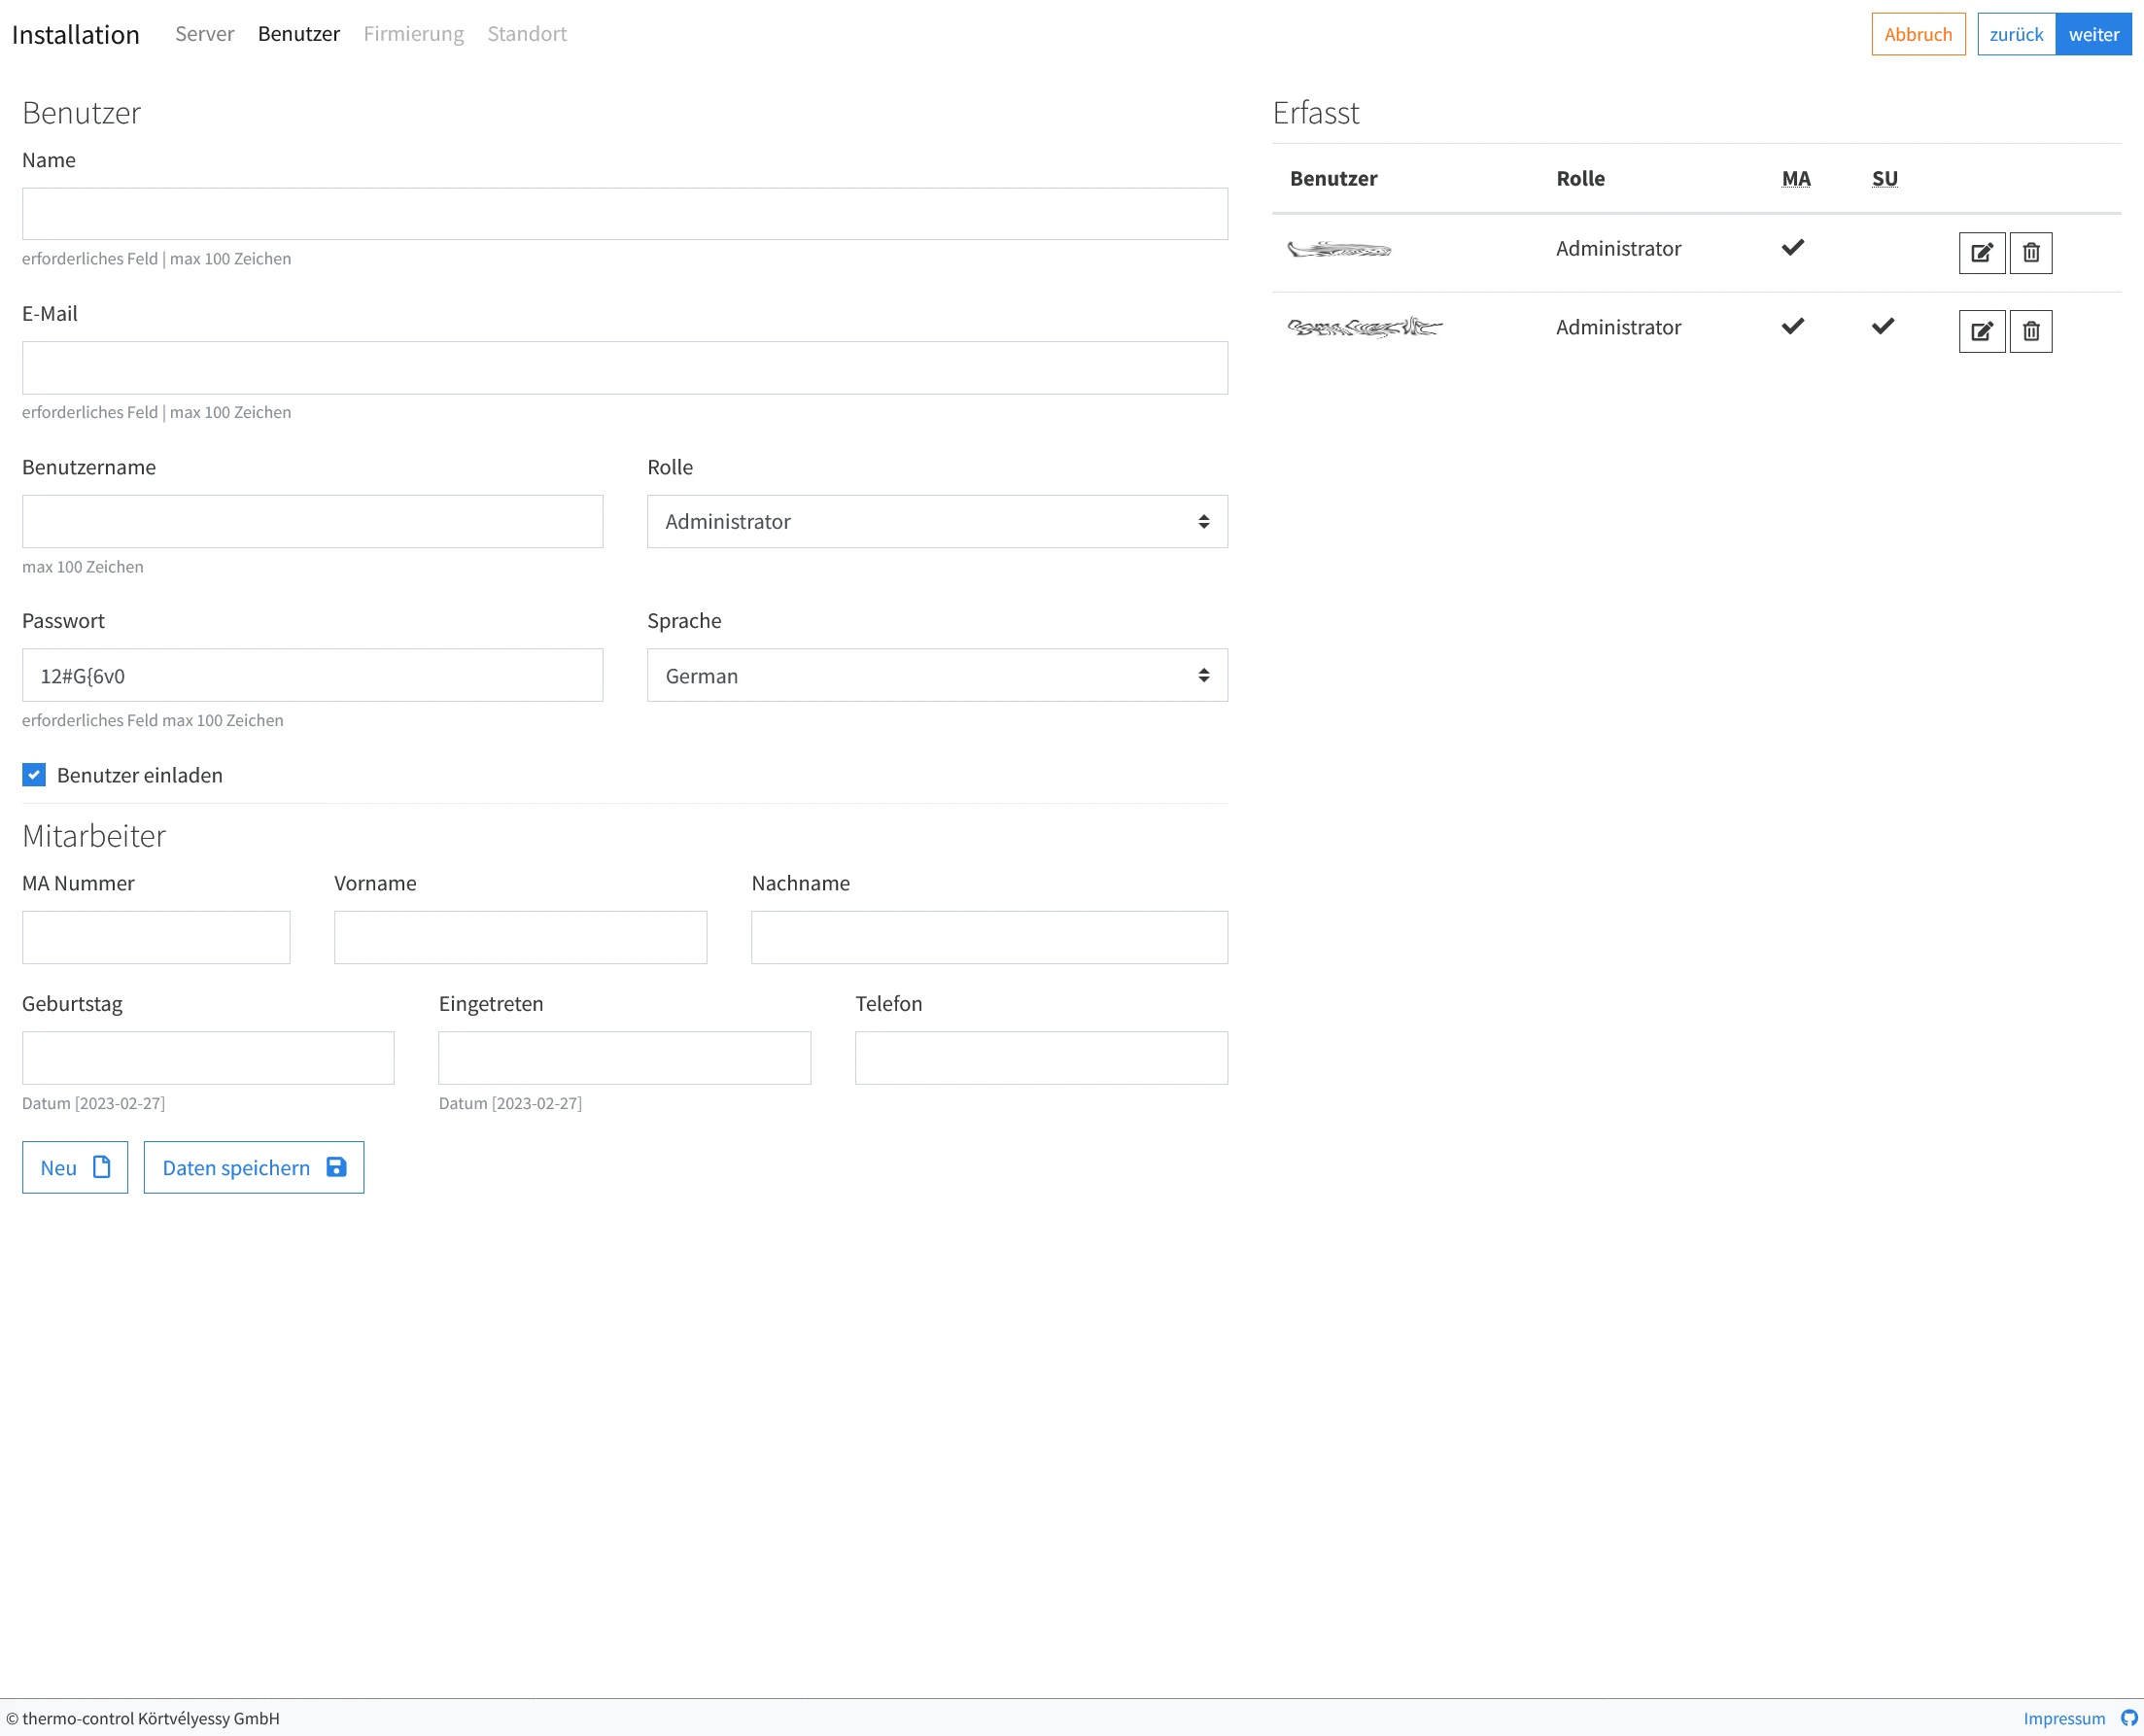 Installation Server Benutzer Firmierung Standort Abbruch zurück weiter
Benutzer
Name
erforderliches Feld | max 100 Zeichen
E-Mail
erforderliches Feld | max 100 Zeichen
Benutzername Rolle
Administrator
max 100 Zeichen
Passwort Sprache
12#G{6v0 German
erforderliches Feld max 100 Zeichen
Benutzer einladen
Mitarbeiter
MA Nummer Vorname Nachname
Geburtstag Eingetreten Telefon
Datum [2023-02-27] Datum [2023-02-27]
Neu Daten speichern
Erfasst
Benutzer Rolle MA SU
Administrator
Administrator
© thermo-control Körtvélyessy GmbH Impressum